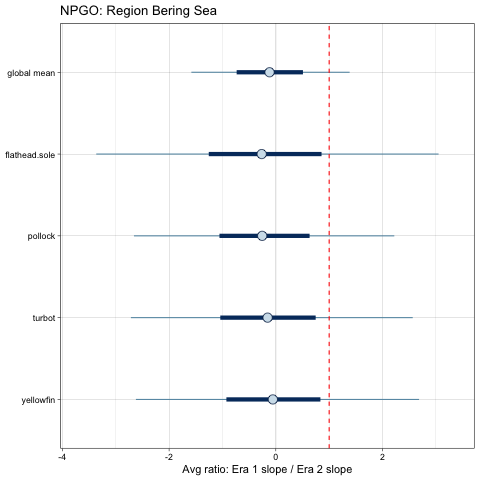 NPGO: Region Bering Sea
global mean
flathead.sole
pollock
turbot
yellowfin
-4 -2 0 2
Avg ratio: Era 1 slope / Era 2 slope